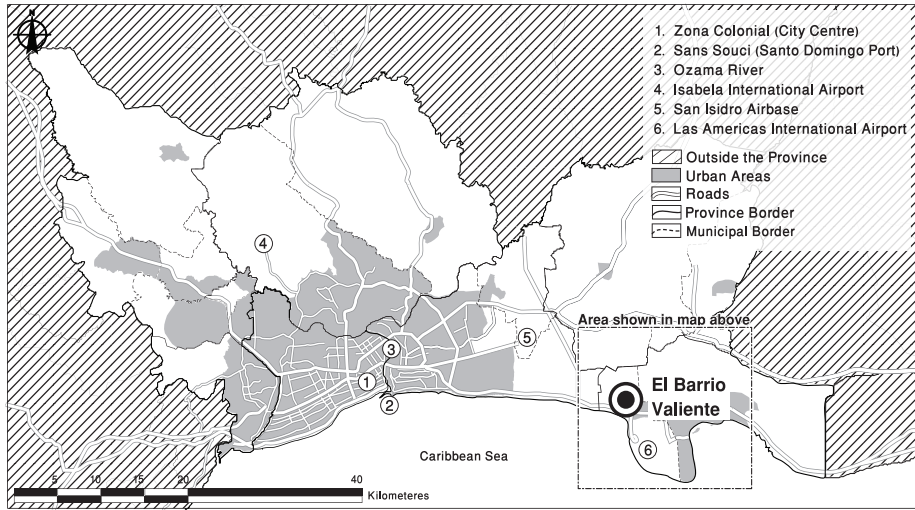 N
1. Zona Colonial (City Centre)
2. Sans Souci (Santo Domingo Port)
3. Ozama River
4. Isabela International Airport
5. San Isidro Airbase
6. Las Americas International Airport
Outside the Province
Urban Areas
Roads
Province Border
Municipal Border
4
Area shown in map above
5
3
1
2
El Barrio
Valiente
6
Caribbean Sea
5 10 15 20 40
Kilometeres